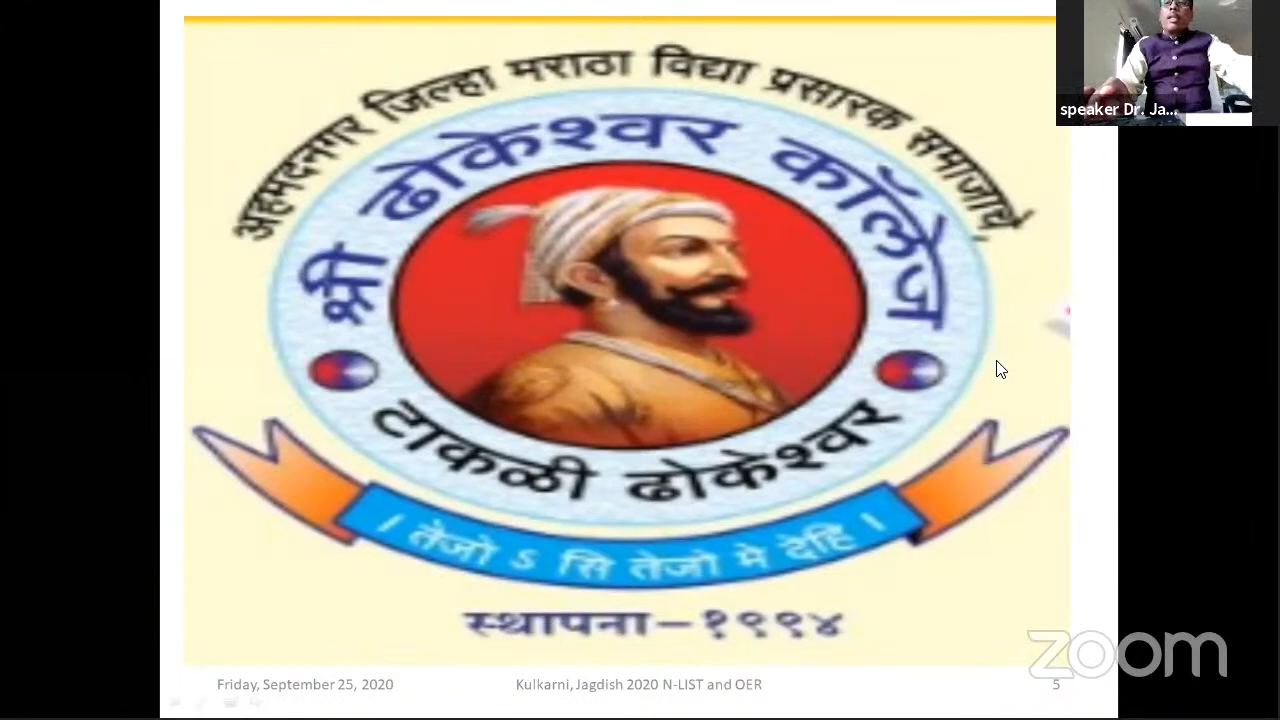 अहमदनगर जिल्हा मराठा विद्या प्रसारक समाजाचे,
श्री ढोकेश्वर कॉलेज
टाकळी ढोकेश्वर
। तेजो ऽ सि तेजो मे देहि ।
स्थापना–१९९४
speaker Dr. Ja...
Friday, September 25, 2020
Kulkarni, Jagdish 2020 N-LIST and OER
5
zoom